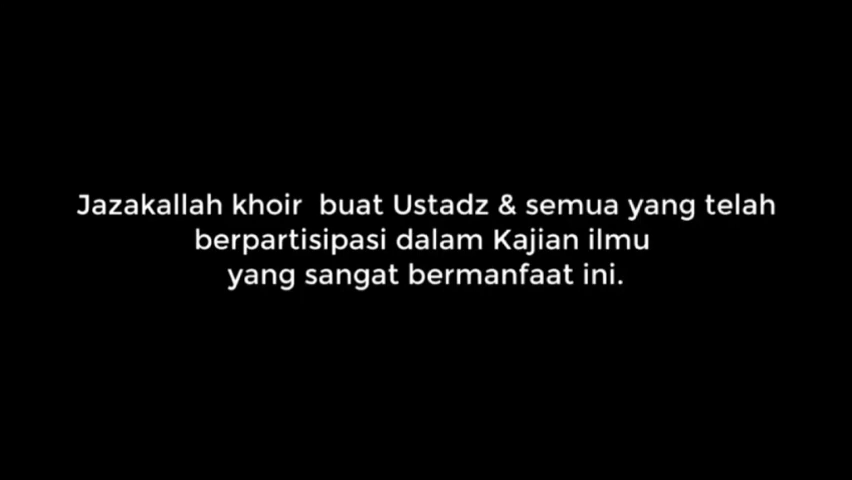 Jazakallah khoir  buat Ustadz & semua yang telah
berpartisipasi dalam Kajian ilmu
yang sangat bermanfaat ini.